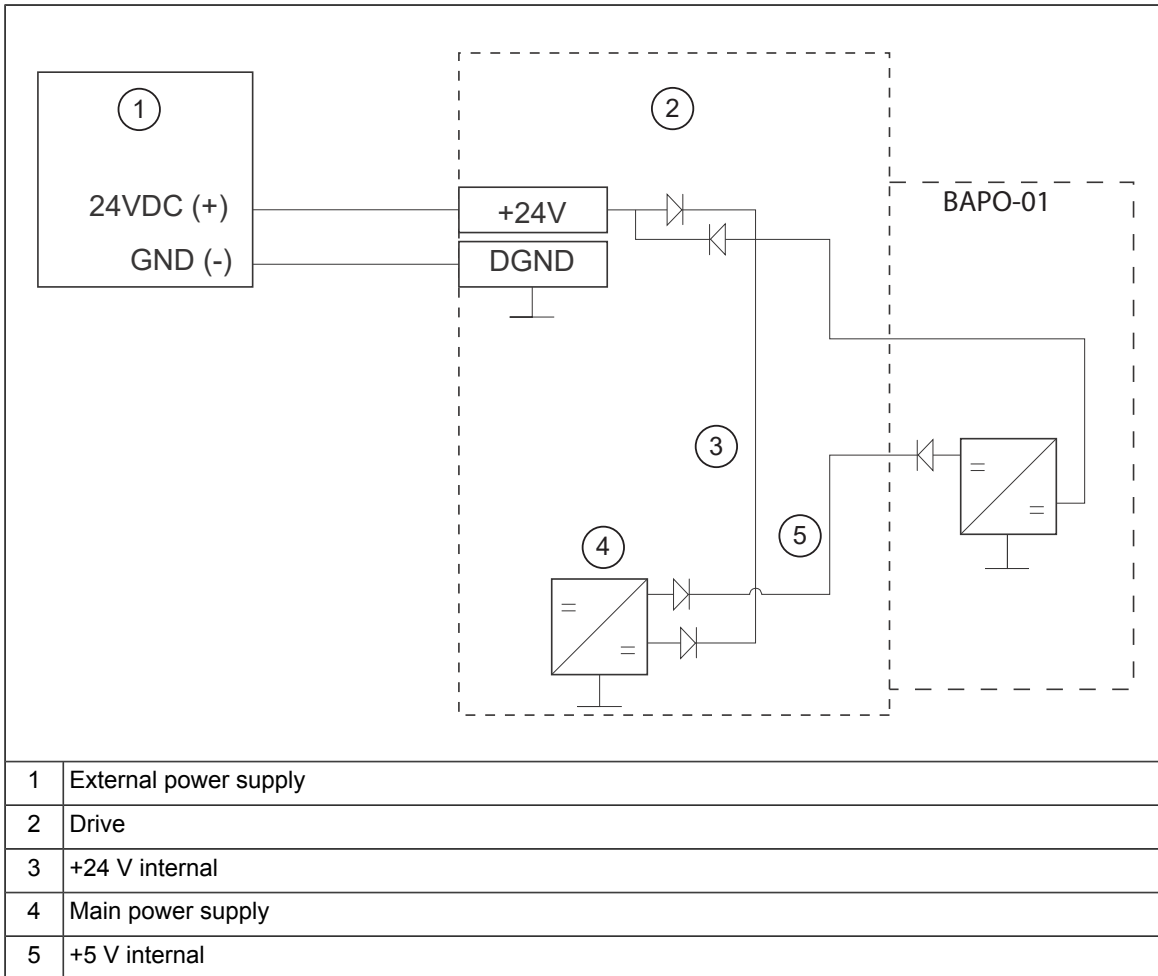 1
2
24VDC (+)
+24V
BAPO-01
GND (-)
DGND
3
5
4
1 External power supply
2 Drive
3 +24 V internal
4 Main power supply
5 +5 V internal